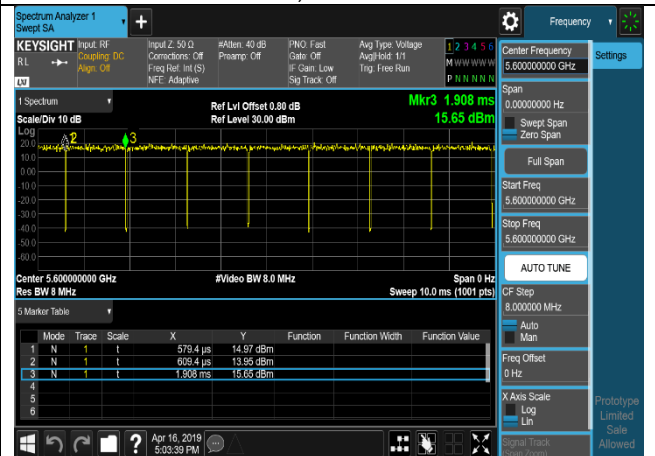 Spectrum Analyzer 1
Swept SA
+
Frequency
KEYSIGHT
RL
LXI
Input: RF
Coupling: DC
Align: Off
Input Z: 50 Ω
Corrections: Off
Freq Ref: Int (S)
NFE: Adaptive
#Atten: 40 dB
Preamp: Off
PNO: Fast
Gate: Off
IF Gain: Low
Sig Track: Off
Avg Type: Voltage
Avg|Hold: 1/1
Trig: Free Run
1 2 3 4 5 6
M W W W W W
P N N N N N
Settings
1 Spectrum
Scale/Div 10 dB
Ref Lvl Offset 0.80 dB
Ref Level 30.00 dBm
Mkr3 1.908 ms
15.65 dBm
Log
20.0
10.0
0.00
-10.0
-20.0
-30.0
-40.0
-50.0
-60.0
2
3
Center 5.600000000 GHz
Res BW 8 MHz
#Video BW 8.0 MHz
Span 0 Hz
Sweep 10.0 ms (1001 pts)
5 Marker Table
Mode Trace Scale X Y Function Function Width Function Value
1 N 1 t 579.4 µs 14.97 dBm
2 N 1 t 609.4 µs 13.95 dBm
3 N 1 t 1.908 ms 15.65 dBm
4
5
6
Center Frequency
5.600000000 GHz
Span
0.00000000 Hz
Swept Span
Zero Span
Full Span
Start Freq
5.600000000 GHz
Stop Freq
5.600000000 GHz
AUTO TUNE
CF Step
8.000000 MHz
Auto
Man
Freq Offset
0 Hz
X Axis Scale
Log
Lin
Signal Track
(Span Zoom)
Prototype
Limited
Sale
Allowed
?
Apr 16, 2019
5:03:39 PM